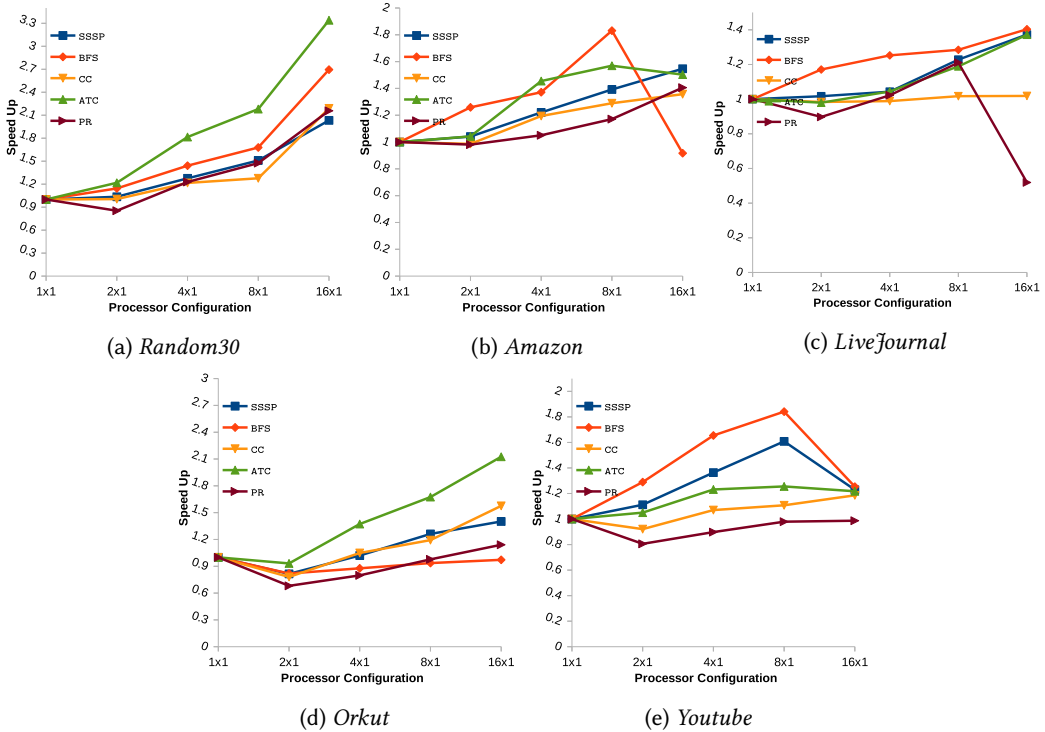 3.3
3
2.7
2.4
2.1
1.8
1.5
1.2
0.9
0.6
0.3
0
Speed Up
SSSP
BFS
CC
ATC
PR
1x1 2x1 4x1 8x1 16x1
Processor Configuration
(a) Random30
2
1.8
1.6
1.4
1.2
1
0.8
0.6
0.4
0.2
0
Speed Up
SSSP
BFS
CC
ATC
PR
1x1 2x1 4x1 8x1 16x1
Processor Configuration
(b) Amazon
1.4
1.2
1
0.8
0.6
0.4
0.2
0
Speed Up
SSSP
BFS
CC
ATC
PR
1x1 2x1 4x1 8x1 16x1
Processor Configuration
(c) LiveJournal
3
2.7
2.4
2.1
1.8
1.5
1.2
0.9
0.6
0.3
0
Speed Up
SSSP
BFS
CC
ATC
PR
1x1 2x1 4x1 8x1 16x1
Processor Configuration
(d) Orkut
2
1.8
1.6
1.4
1.2
1
0.8
0.6
0.4
0.2
0
Speed Up
SSSP
BFS
CC
ATC
PR
1x1 2x1 4x1 8x1 16x1
Processor Configuration
(e) Youtube